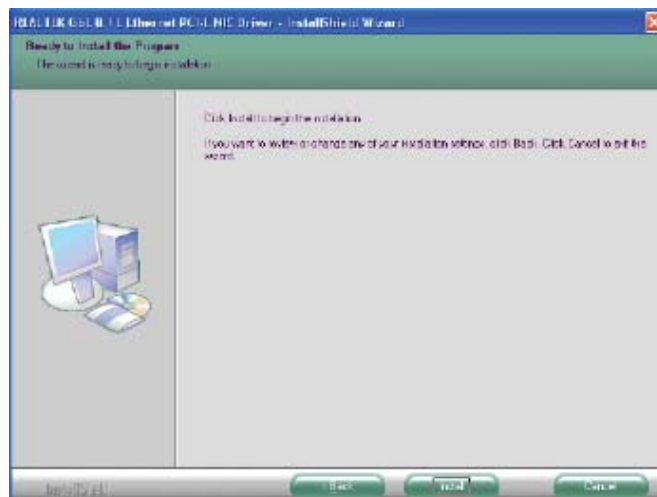 REALTEK GbE & FE Ethernet PCI-E NIC Driver - InstallShield Wizard
Ready to Install the Program
The wizard is ready to begin installation.
Click Install to begin the installation.
If you want to review or change any of your installation settings, click Back. Click Cancel to exit the
wizard.
InstallShield
Back
Install
Cancel